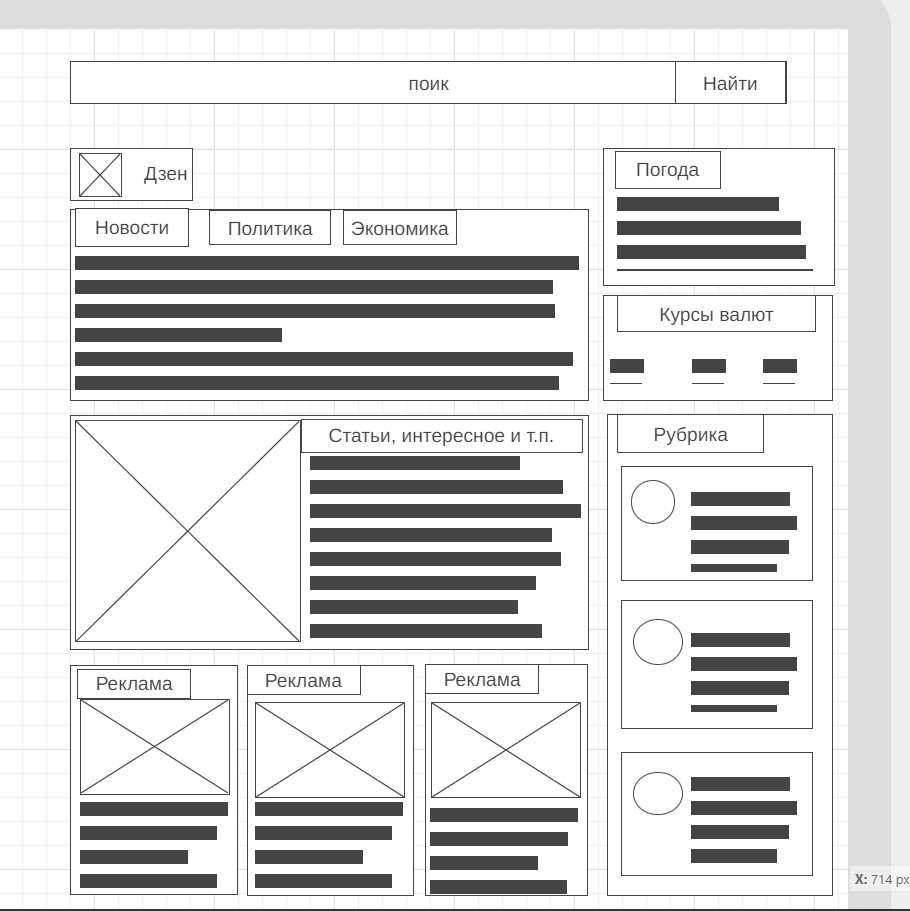 поик
Найти
Дзен
Погода
Новости
Политика
Экономика
Курсы валют
Статьи, интересное и т.п.
Рубрика
Реклама
Реклама
Реклама
X: 714 px